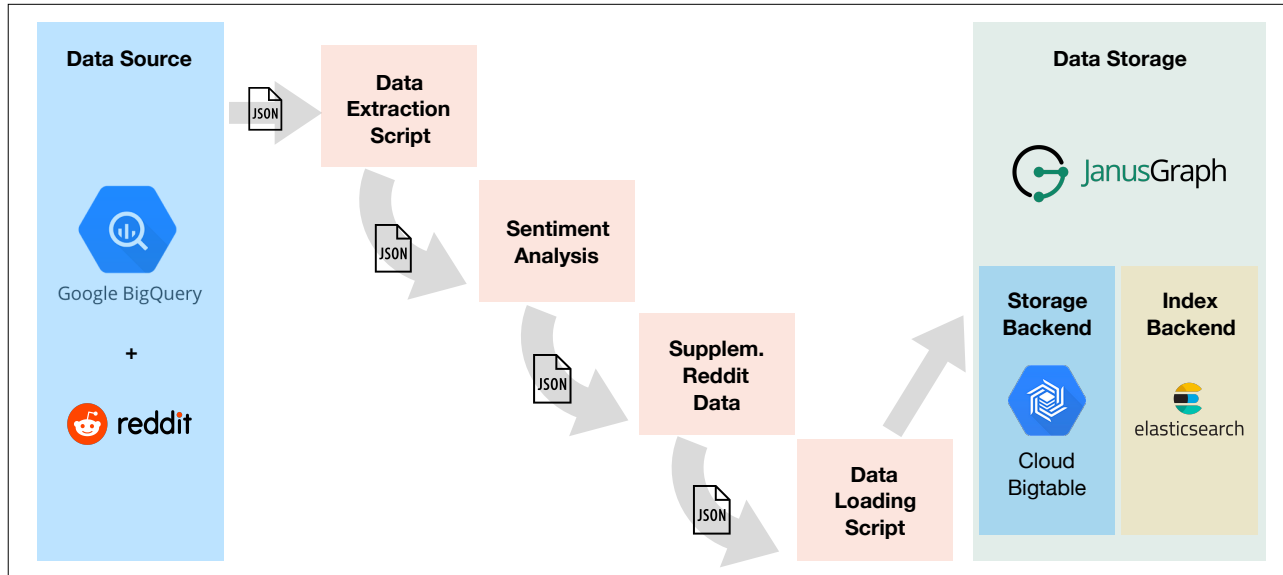 Data Source
Google BigQuery
+
reddit
JSON
Data
Extraction
Script
JSON
Sentiment
Analysis
JSON
Supplem.
Reddit
Data
JSON
Data
Loading
Script
Data Storage
JanusGraph
Storage
Backend
Cloud
Bigtable
Index
Backend
elasticsearch